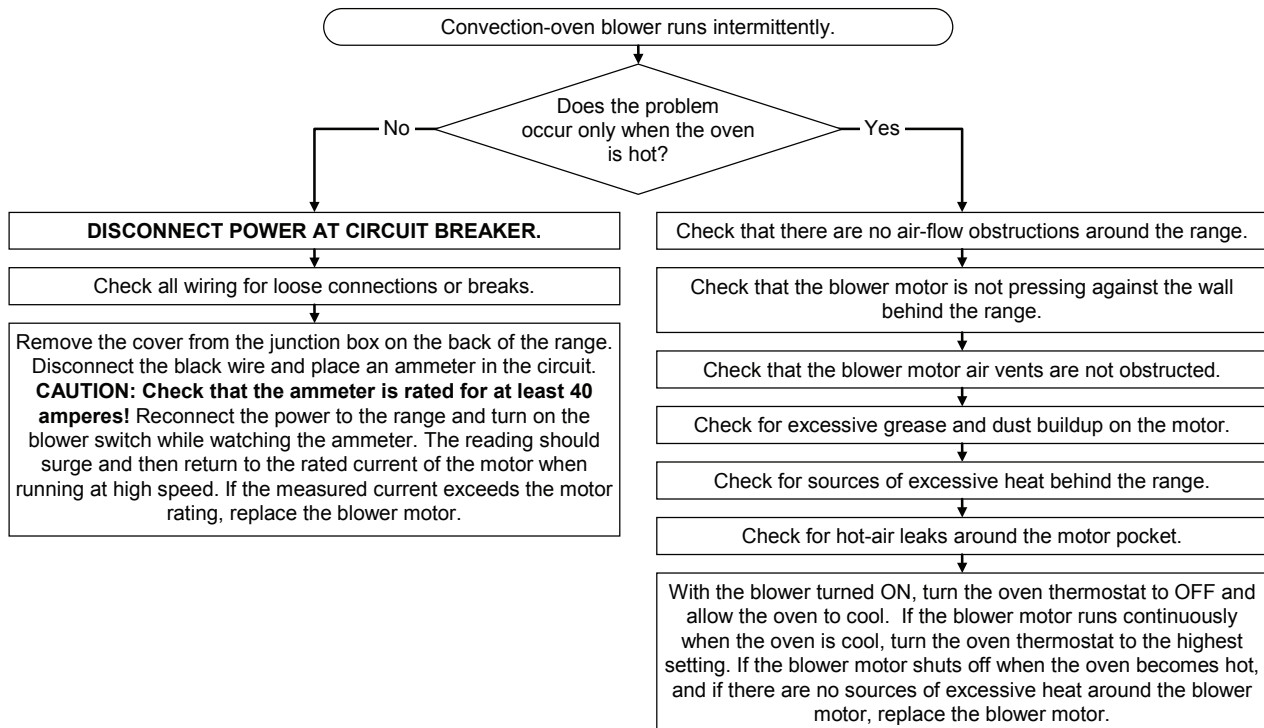 Convection-oven blower runs intermittently.
Does the problem
occur only when the oven
is hot?
No
Yes
DISCONNECT POWER AT CIRCUIT BREAKER.
Check all wiring for loose connections or breaks.
Remove the cover from the junction box on the back of the range.
Disconnect the black wire and place an ammeter in the circuit.
CAUTION: Check that the ammeter is rated for at least 40
amperes! Reconnect the power to the range and turn on the
blower switch while watching the ammeter. The reading should
surge and then return to the rated current of the motor when
running at high speed. If the measured current exceeds the motor
rating, replace the blower motor.
Check that there are no air-flow obstructions around the range.
Check that the blower motor is not pressing against the wall
behind the range.
Check that the blower motor air vents are not obstructed.
Check for excessive grease and dust buildup on the motor.
Check for sources of excessive heat behind the range.
Check for hot-air leaks around the motor pocket.
With the blower turned ON, turn the oven thermostat to OFF and
allow the oven to cool.  If the blower motor runs continuously
when the oven is cool, turn the oven thermostat to the highest
setting. If the blower motor shuts off when the oven becomes hot,
and if there are no sources of excessive heat around the blower
motor, replace the blower motor.